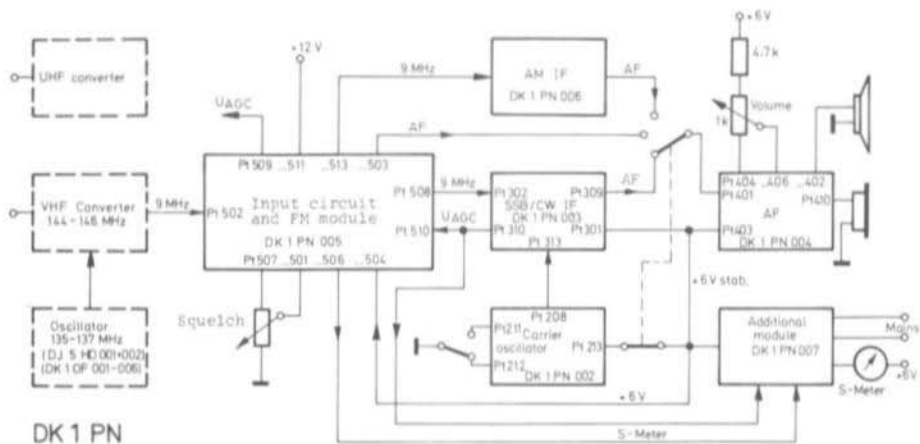 UHF converter
VHF Converter
144-146 MHz
9 MHz
Oscillator
135-137 MHz
(DJ 5 HD 001+002)
(DK 1 OF 001-006)
DK 1 PN
UAGC
+12 V
9 MHz
AF
Pt 509 ...511 ...513 ...503
Pt 502
Input circuit
and FM module
DK 1 PN 005
Pt 508
Pt 510
Pt 507 ...501 ...506 ...504
Squelch
AM IF
DK 1 PN 006
AF
9 MHz
UAGC
Pt 302
Pt 309
SSB/CW IF
DK 1 PN 003
Pt 310
Pt 301
Pt 313
AF
Pt 208
Pt 211
Carrier
oscillator
Pt 213
Pt 212
DK 1 PN 002
+6V
S-Meter
+6V
4.7k
1k
Volume
Pt 404 ...406 ...402
Pt 401
Pt 400
AF
Pt 403
DK 1 PN 004
+6V stab.
Additional
module
DK 1 PN 007
Mains
+6V
S-Meter